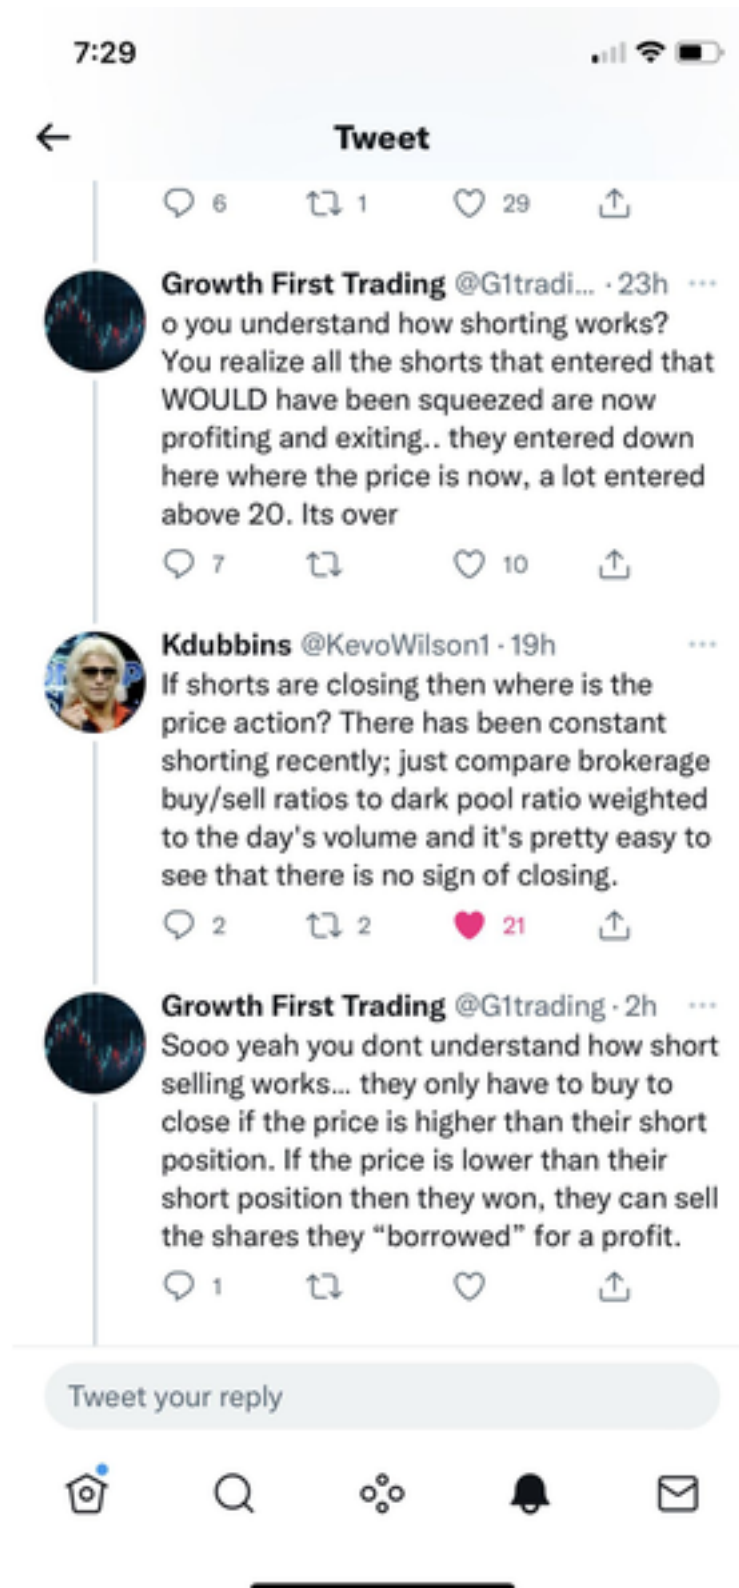 7:29
Tweet
6 1 29
Growth First Trading @G1tradi... · 23h
o you understand how shorting works?
You realize all the shorts that entered that
WOULD have been squeezed are now
profiting and exiting.. they entered down
here where the price is now, a lot entered
above 20. Its over
7 10
Kdubbins @KevoWilson1 · 19h
If shorts are closing then where is the
price action? There has been constant
shorting recently; just compare brokerage
buy/sell ratios to dark pool ratio weighted
to the day's volume and it's pretty easy to
see that there is no sign of closing.
2 2 21
Growth First Trading @G1trading · 2h
Sooo yeah you dont understand how short
selling works... they only have to buy to
close if the price is higher than their short
position. If the price is lower than their
short position then they won, they can sell
the shares they “borrowed” for a profit.
1
Tweet your reply